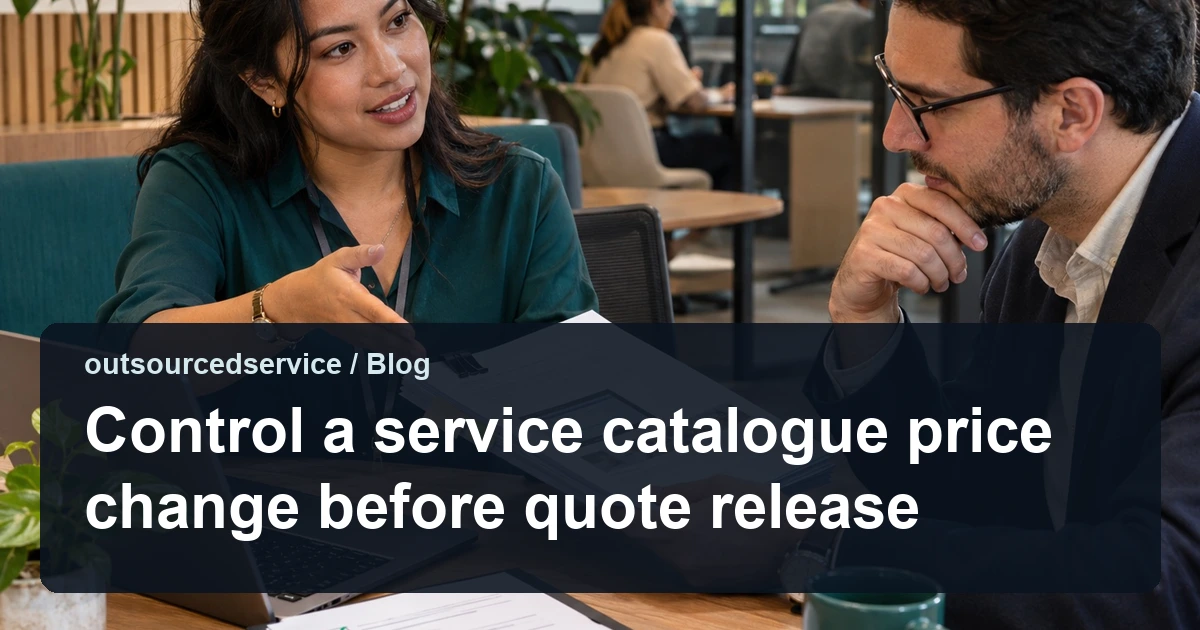 outsourcedservice / Blog
Control a service catalogue price
change before quote release